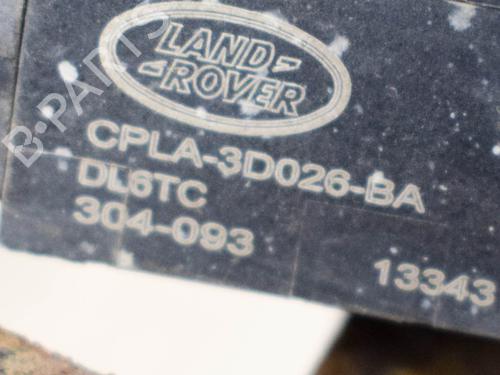 B-PARTS
LAND-
-ROVER
CPLA-3D026-BA
DL6TC
304-093
13343